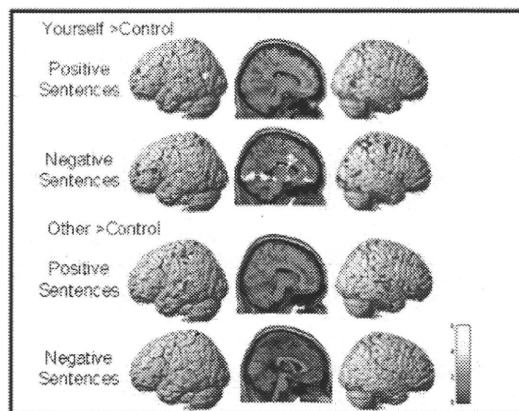 Yourself >Control
Positive
Sentences
Negative
Sentences
Other >Control
Positive
Sentences
Negative
Sentences